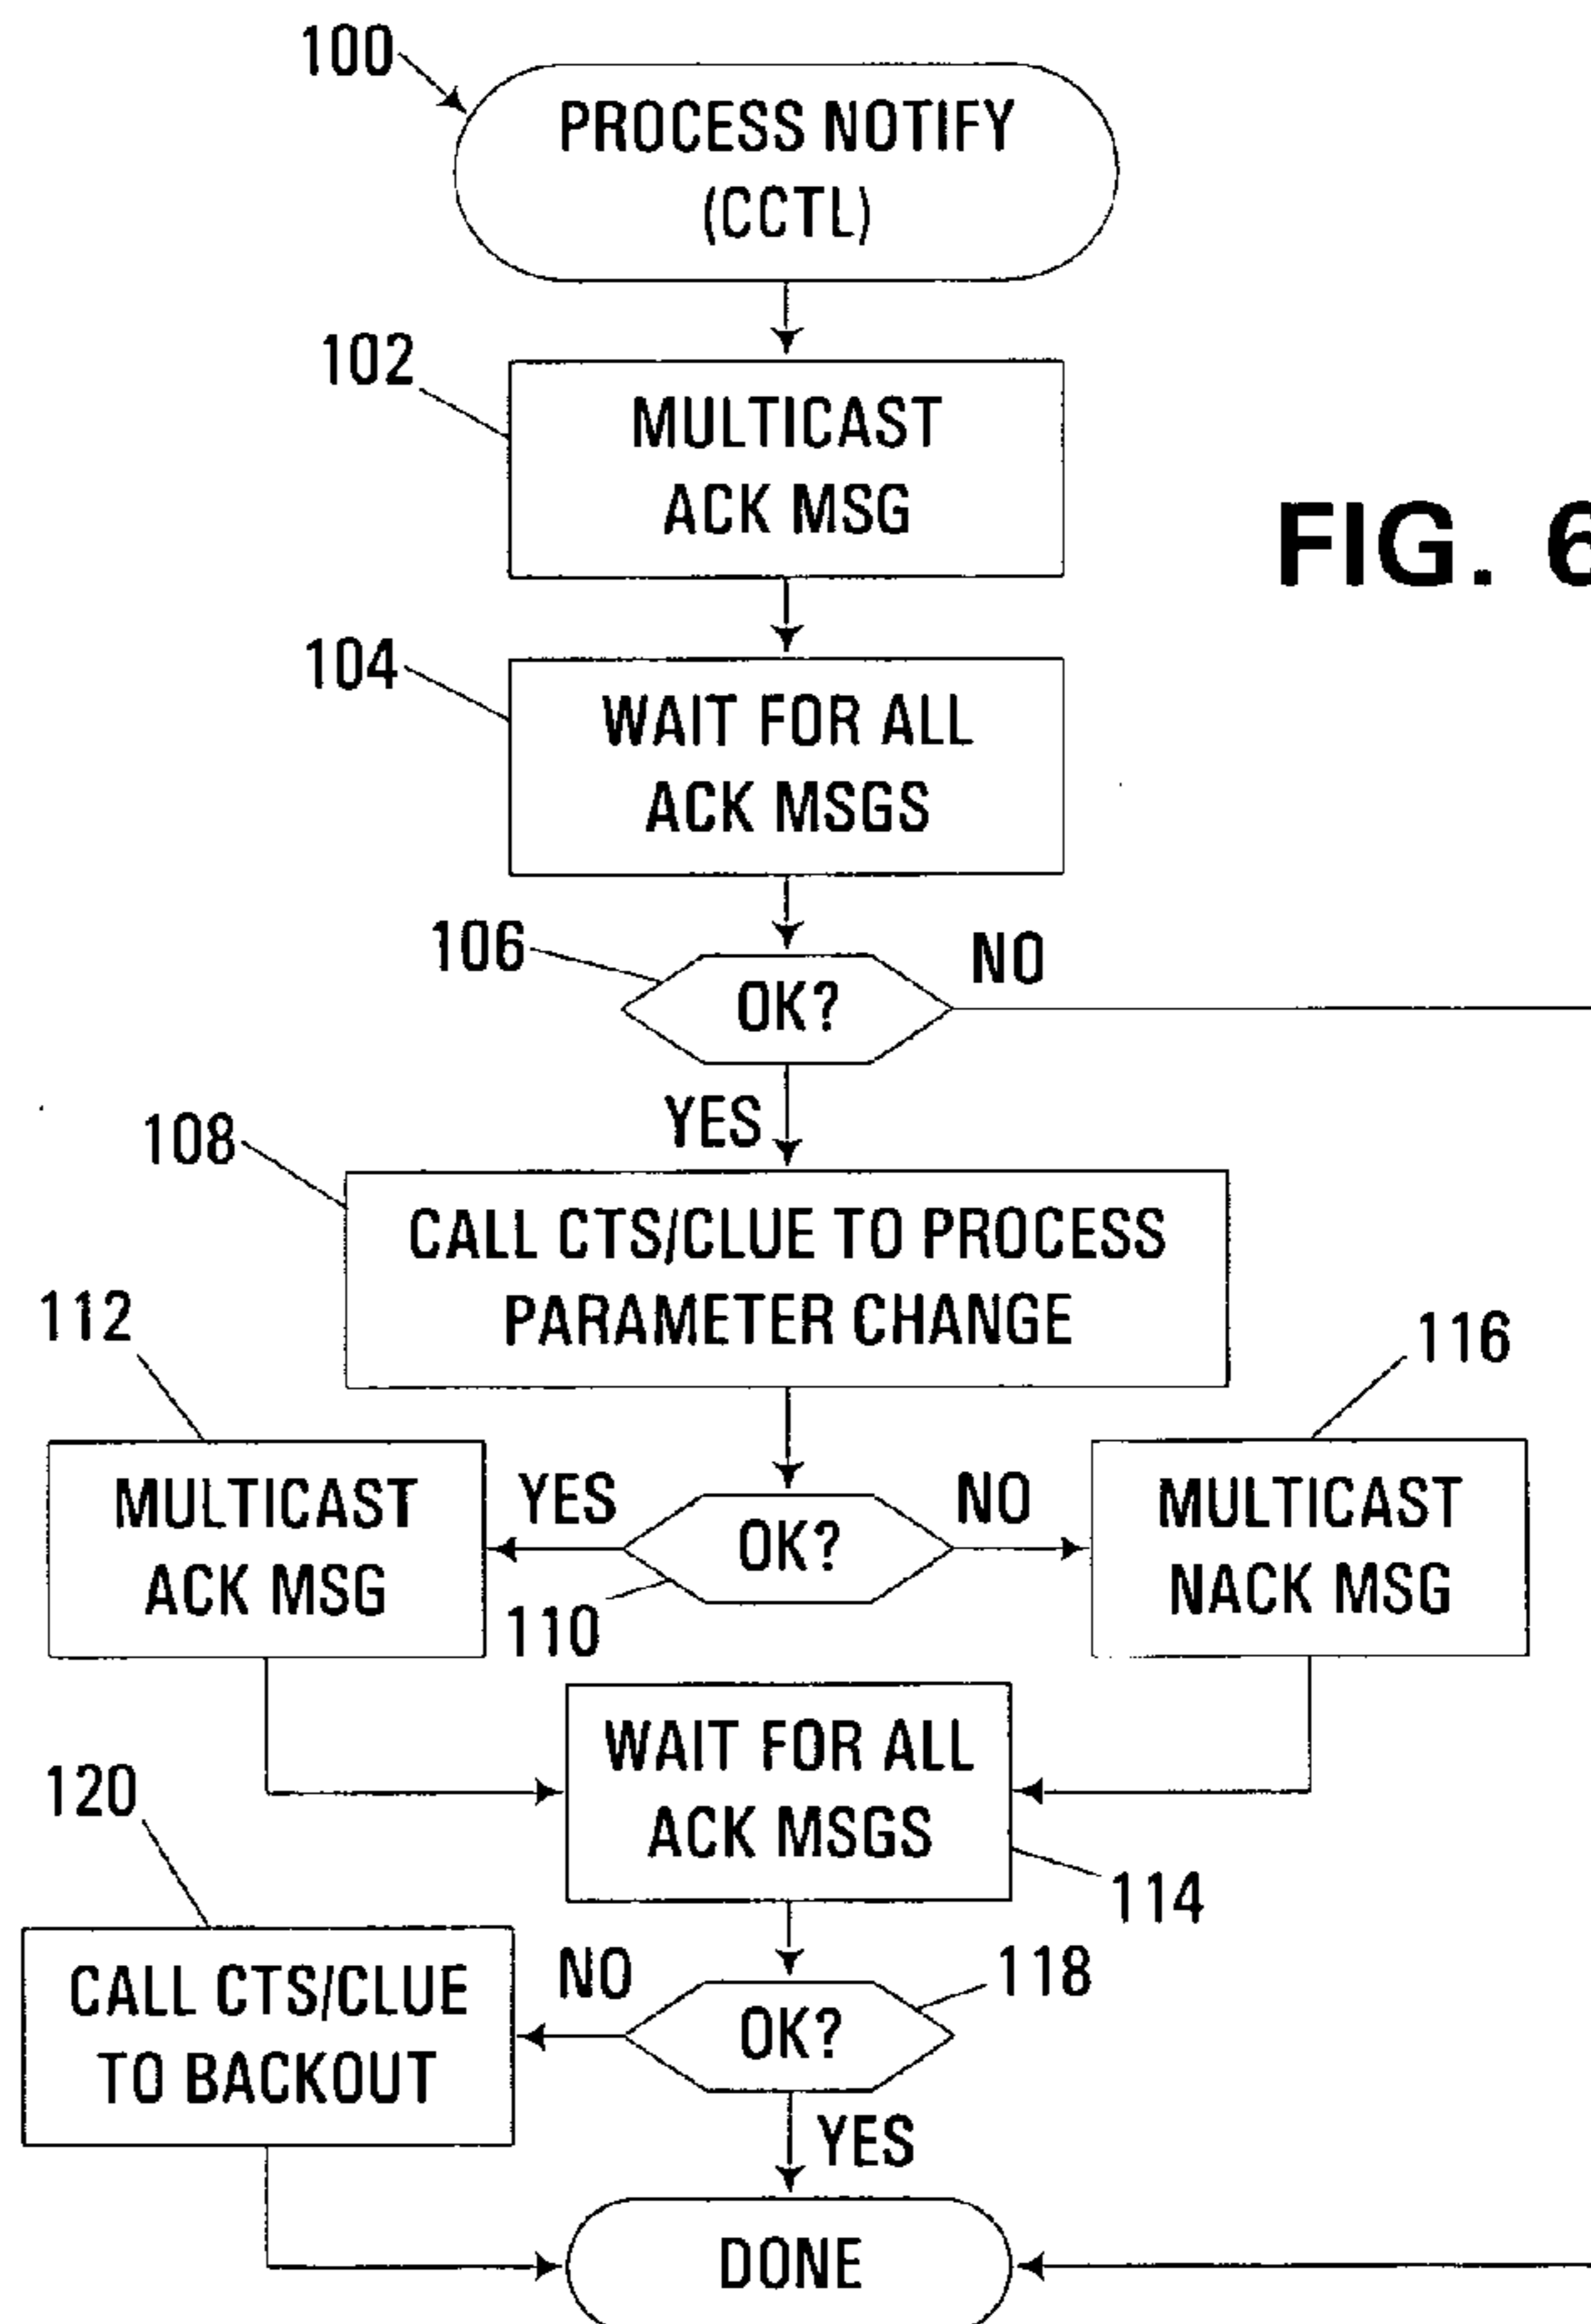 100
PROCESS NOTIFY
(CCTL)
102
MULTICAST
ACK MSG
FIG. 6
104
WAIT FOR ALL
ACK MSGS
106
OK?
NO
YES
108
CALL CTS/CLUE TO PROCESS
PARAMETER CHANGE
112
116
MULTICAST
ACK MSG
YES
OK?
NO
MULTICAST
NACK MSG
110
WAIT FOR ALL
ACK MSGS
114
120
CALL CTS/CLUE
TO BACKOUT
NO
OK?
118
YES
DONE